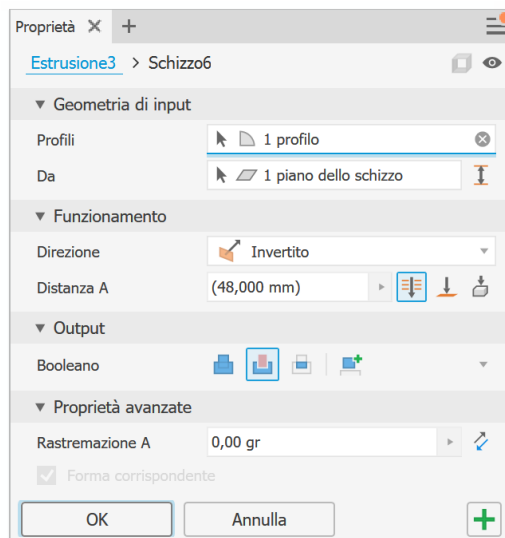 Proprietà
Estrusione3 > Schizzo6
Geometria di input
Profili 1 profilo
Da 1 piano dello schizzo
Funzionamento
Direzione Invertito
Distanza A (48,000 mm)
Output
Booleano
Proprietà avanzate
Rastremazione A 0,00 gr
Forma corrispondente
OK Annulla